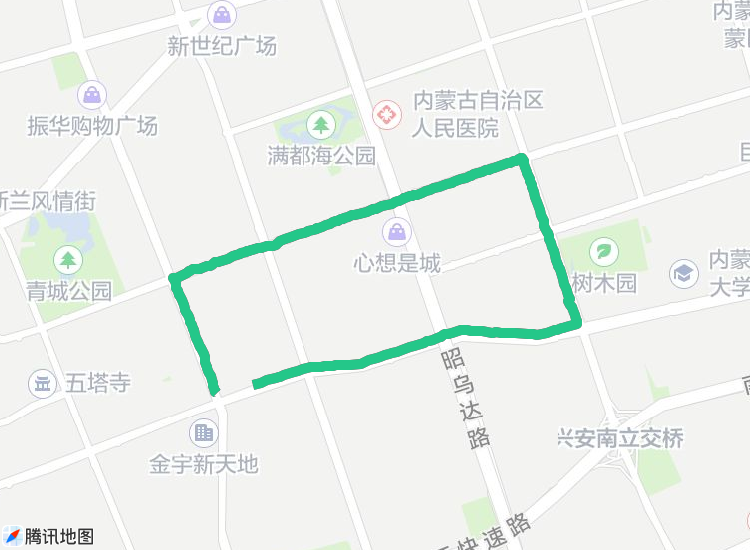 新世纪广场
内蒙
振华购物广场
内蒙古自治区
人民医院
满都海公园
新兰风情街
心想是城
青城公园
树木园
内蒙
大学
五塔寺
昭乌达路
兴安南立交桥
金宇新天地
快速路
腾讯地图